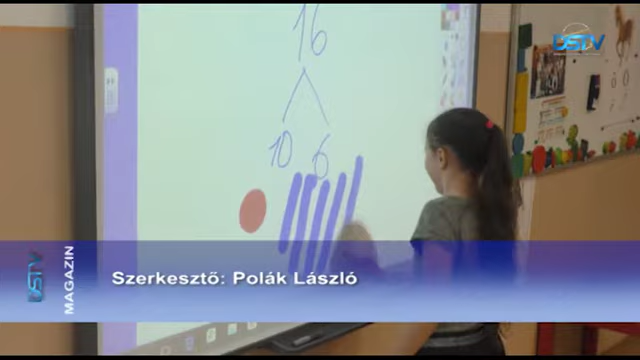 16
10 6
DSTV
Szerkesztő: Polák László
DSTV
MAGAZIN